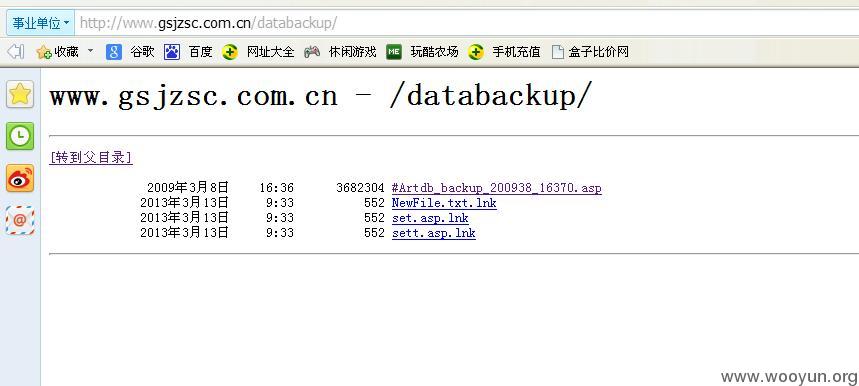 事业单位 http://www.gsjzsc.com.cn/databackup/
收藏 谷歌 百度 网址大全 休闲游戏 ME 玩酷农场 手机充值 盒子比价网
www.gsjzsc.com.cn - /databackup/
[转到父目录]
2009年3月8日 16:36 3682304 #Artdb_backup_200938_16370.asp
2013年3月13日 9:33 552 NewFile.txt.lnk
2013年3月13日 9:33 552 set.asp.lnk
2013年3月13日 9:33 552 sett.asp.lnk
www.wooyun.org